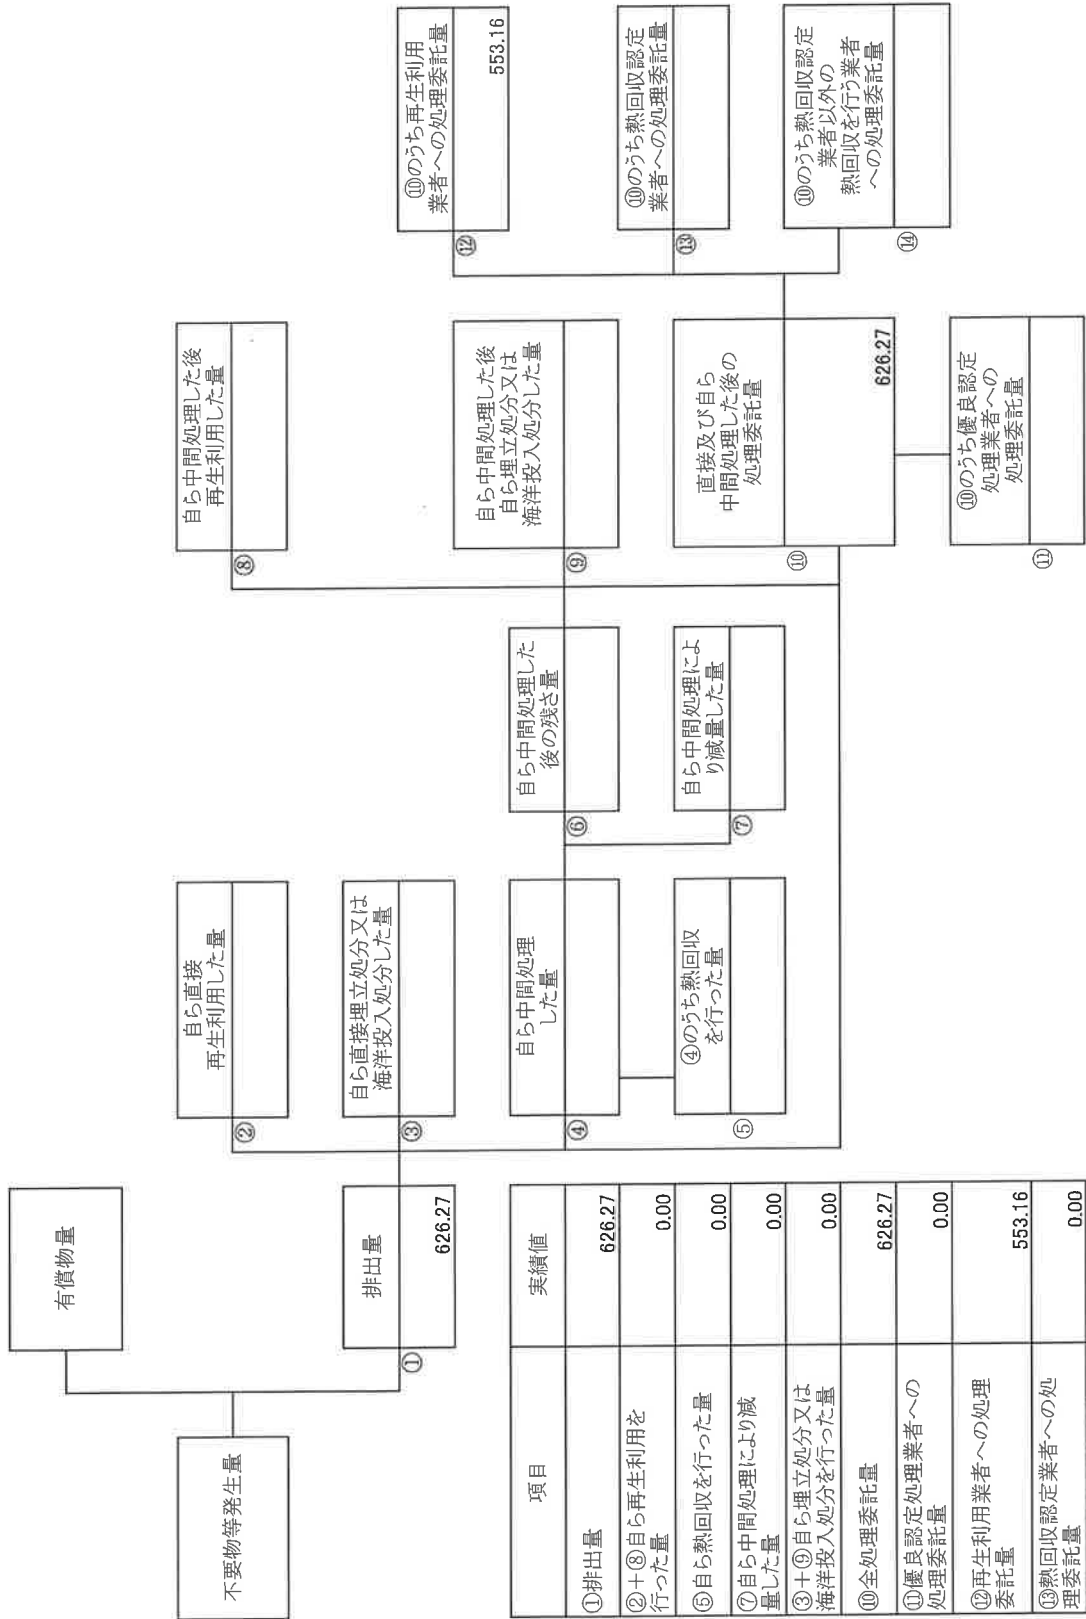 不要物等発生量
有償物量
排出量
①
626.27
自ら直接
再生利用した量
②
自ら直接埋立処分又は
海洋投入処分した量
③
自ら中間処理
した量
④
④のうち熱回収
を行った量
⑤
自ら中間処理した
後の残さ量
⑥
自ら中間処理によ
り減量した量
⑦
自ら中間処理した後
再生利用した量
⑧
自ら中間処理した後
自ら埋立処分又は
海洋投入処分した量
⑨
直接及び自ら
中間処理した後の
処理委託量
⑩
626.27
⑩のうち優良認定
処理業者への
処理委託量
⑪
⑩のうち再生利用
業者への処理委託量
⑫
553.16
⑩のうち熱回収認定
業者への処理委託量
⑬
⑩のうち熱回収認定
業者以外の
熱回収を行う業者
への処理委託量
⑭
項目
実績値
①排出量
626.27
②+⑧自ら再生利用を
行った量
0.00
⑤自ら熱回収を行った量
0.00
⑦自ら中間処理により減
量した量
0.00
③+⑨自ら埋立処分又は
海洋投入処分を行った量
0.00
⑩全処理委託量
626.27
⑪優良認定処理業者への
処理委託量
0.00
⑫再生利用業者への処理
委託量
553.16
⑬熱回収認定業者への処
理委託量
0.00